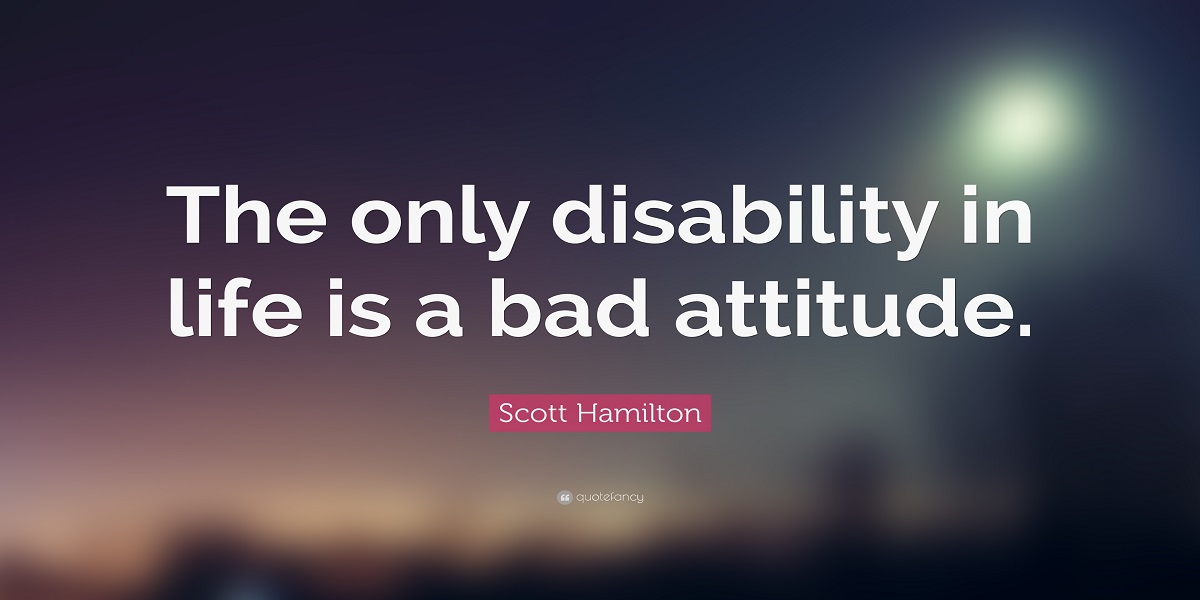 The only disability in
life is a bad attitude.
Scott Hamilton
quotefancy